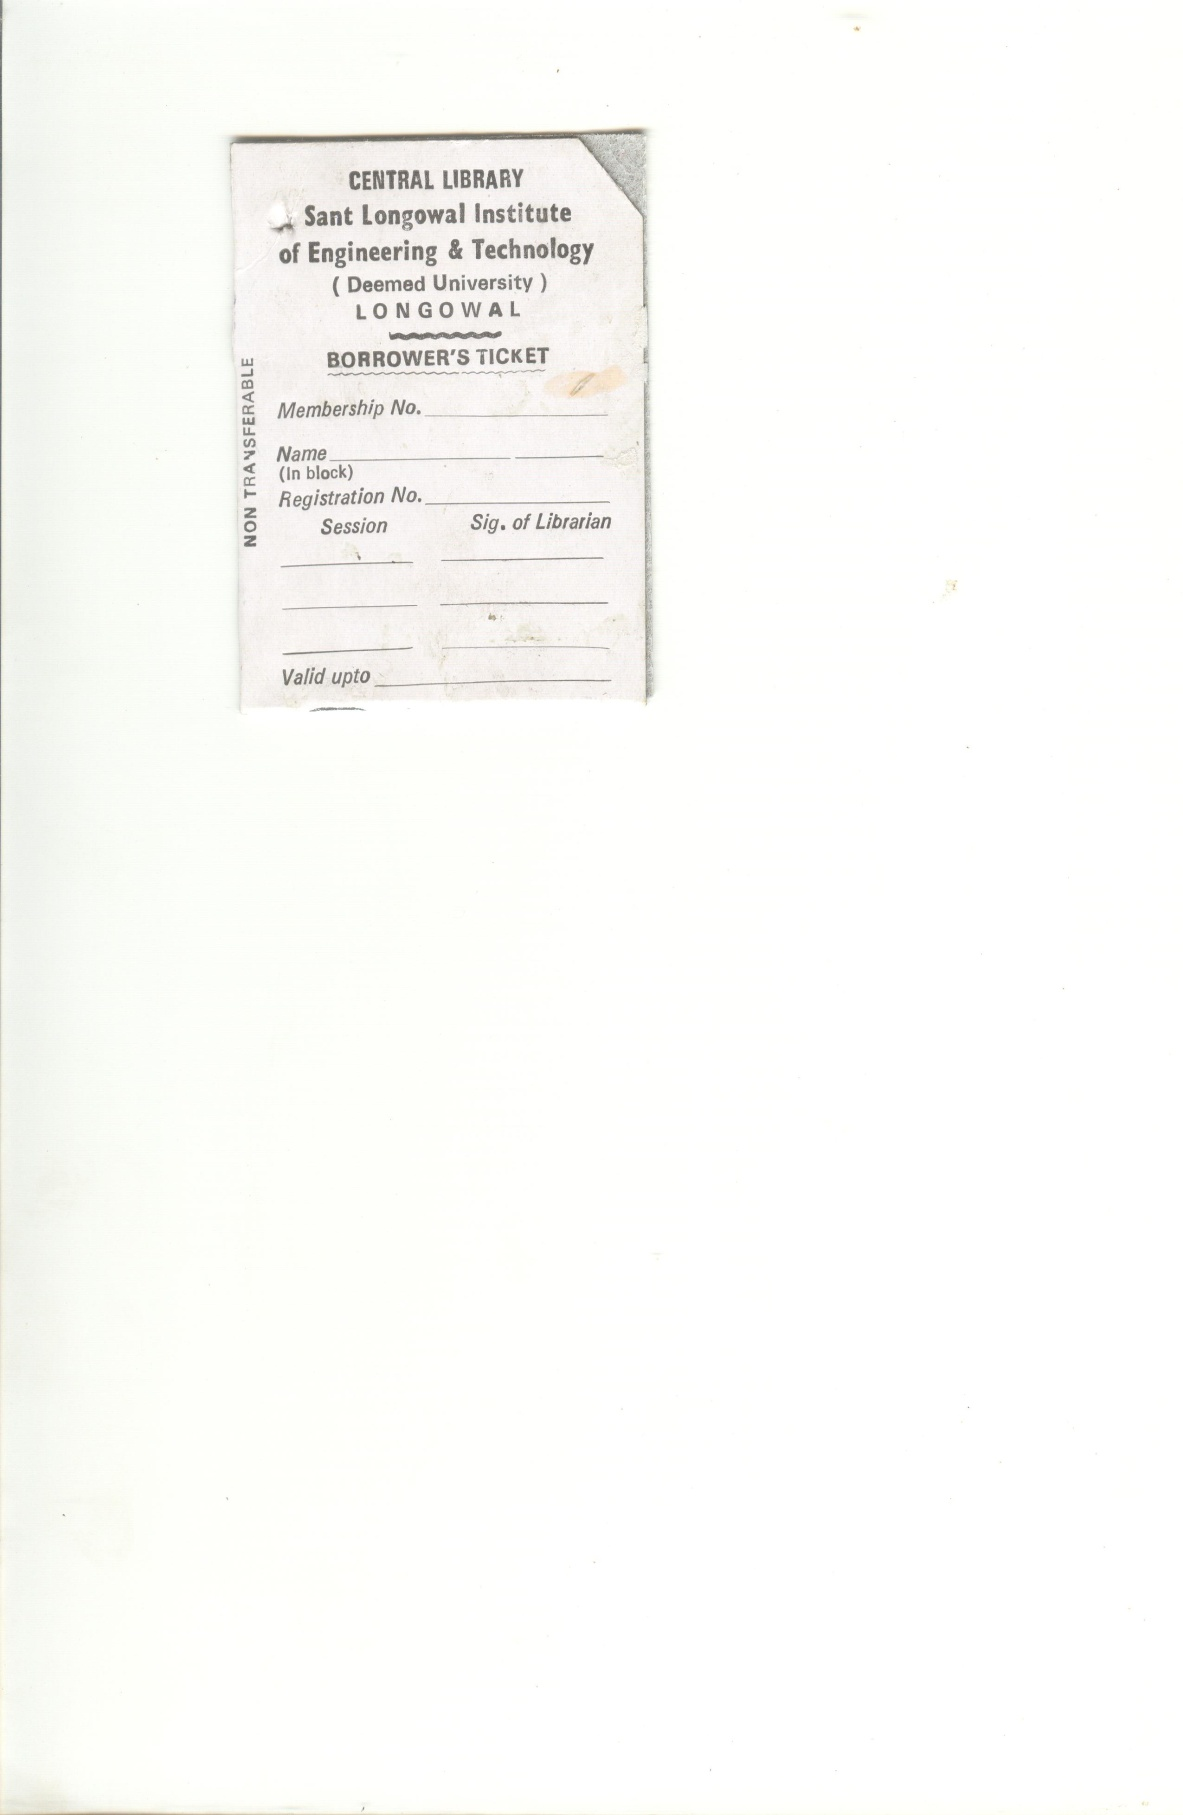 CENTRAL LIBRARY
Sant Longowal Institute
of Engineering & Technology
( Deemed University )
LONGOWAL
BORROWER'S TICKET
NON TRANSFERABLE
Membership No.
Name
(In block)
Registration No.
Session Sig. of Librarian
Valid upto